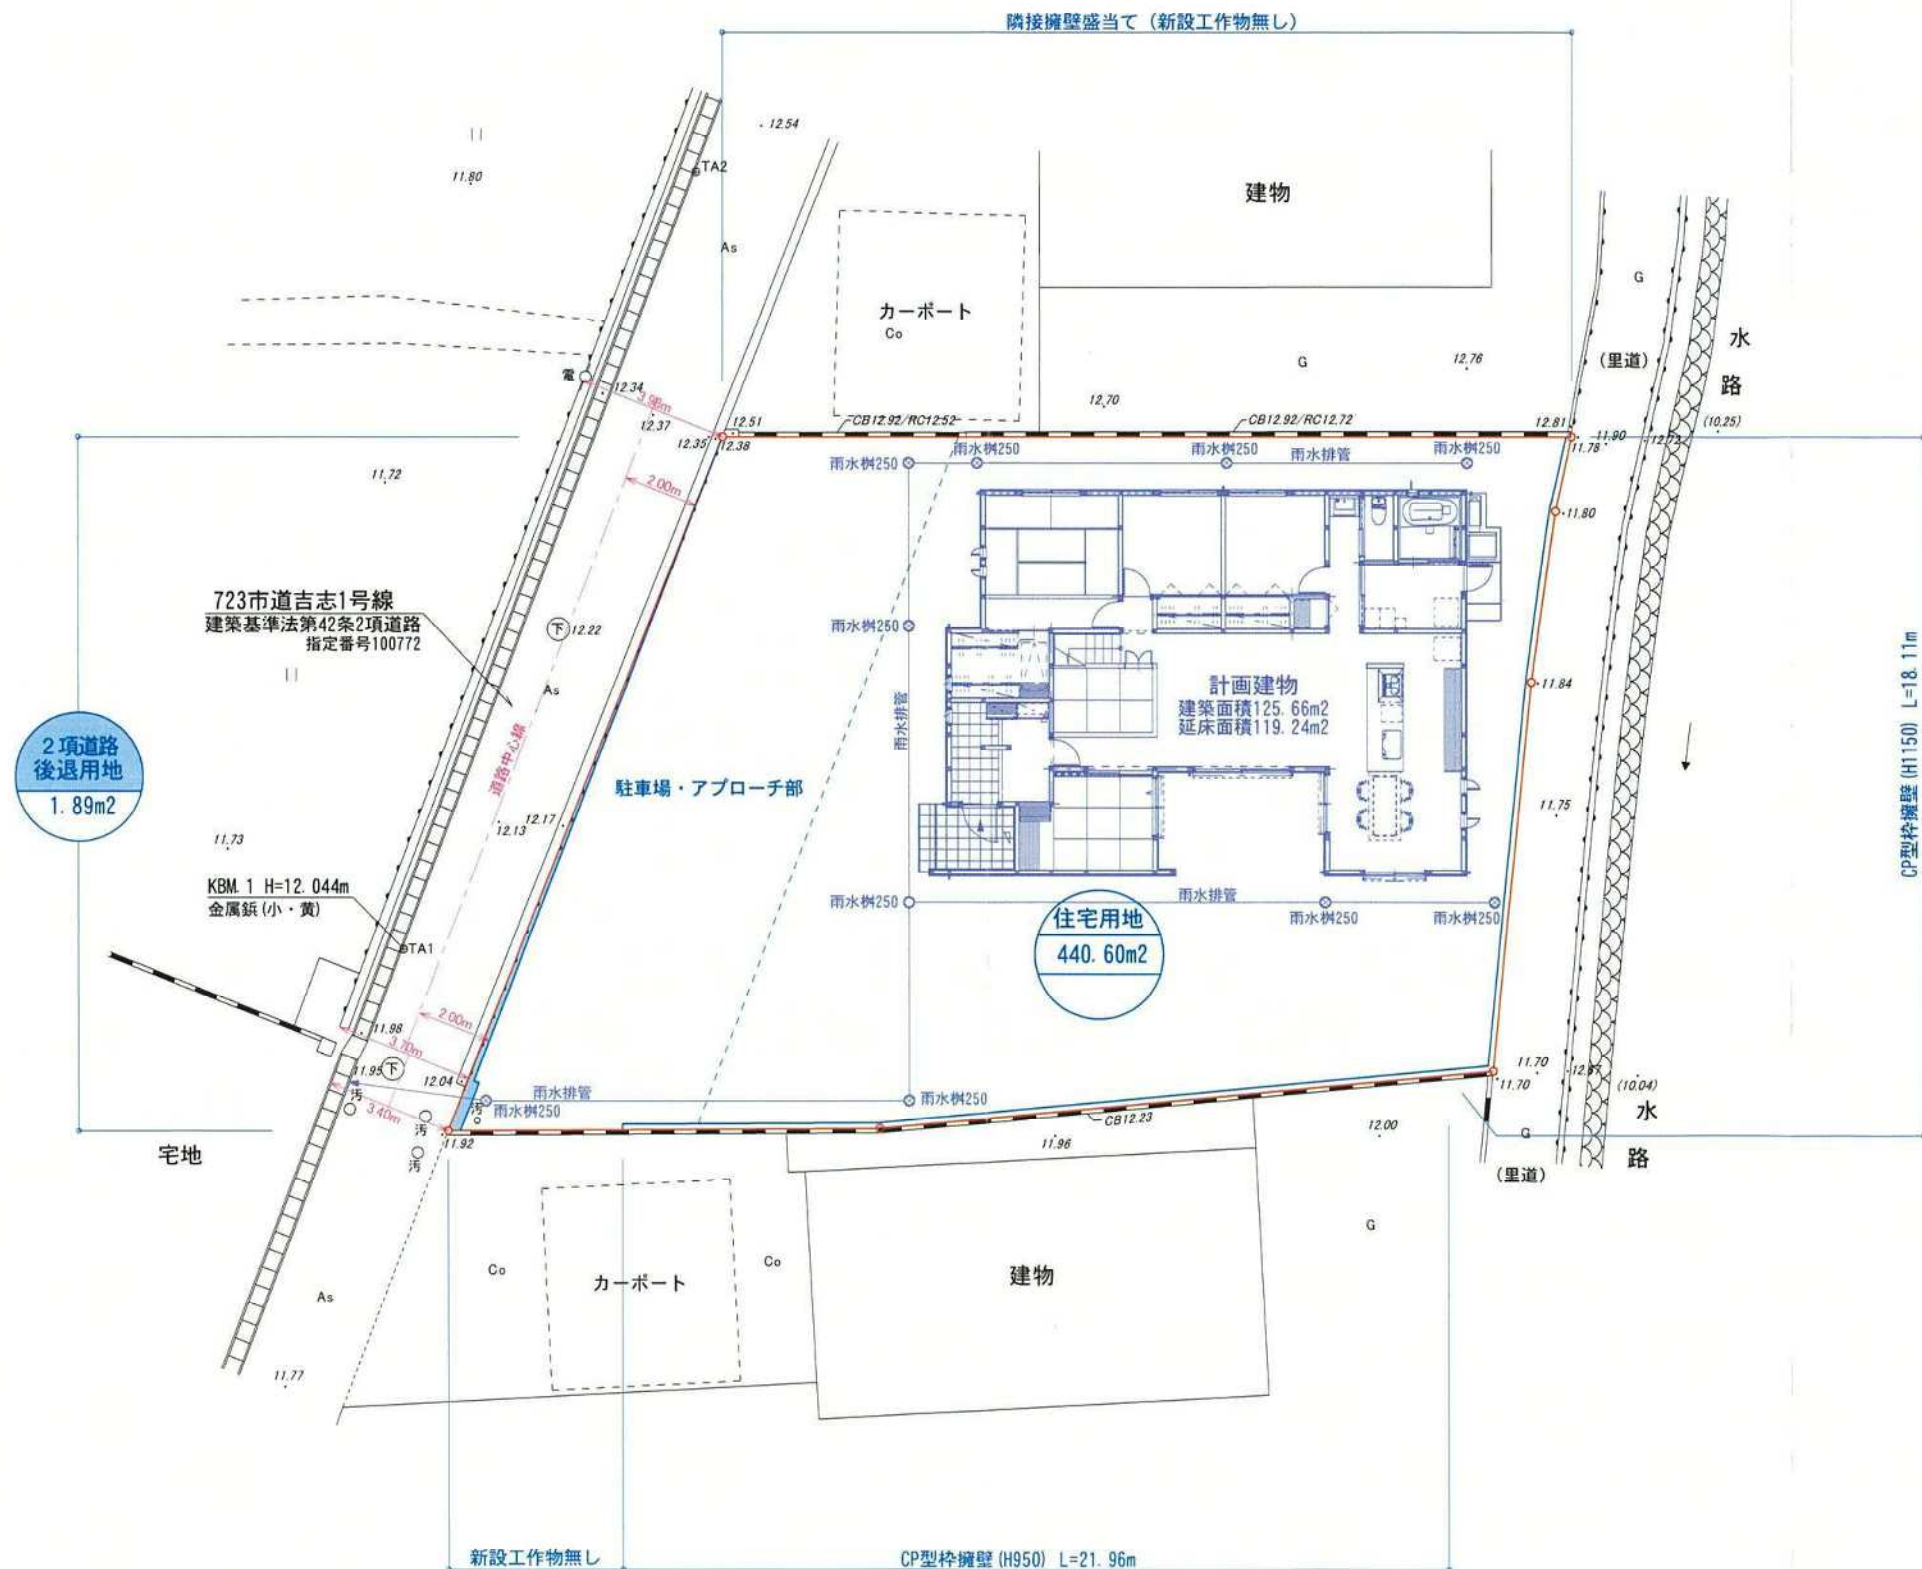 隣接擁壁盛当て（新設工作物無し）
12.54
TA2
11.80
As
建物
G
カーポート
Co
水
路
(里道)
G
12.76
電
12.34
3.98m
12.37
12.70
12.51
CB12.92/RC12.52
CB12.92/RC12.72
12.81
(10.25)
12.35
12.38
11.90
11.78
雨水桝250
雨水桝250
雨水桝250
雨水排管
雨水桝250
11.72
2.00m
11.80
723市道吉志1号線
建築基準法第42条2項道路
指定番号100772
下
12.22
雨水桝250
As
11.84
計画建物
建築面積125.66m2
延床面積119.24m2
CP型枠擁壁(H1150) L=18.11m
雨水排管
道路中心線
2項道路
後退用地
1.89m2
駐車場・アプローチ部
11.75
12.17
12.13
11.73
KBM.1 H=12.044m
金属鋲(小・黄)
雨水桝250
雨水排管
雨水桝250
雨水桝250
TA1
住宅用地
440.60m2
2.00m
11.98
3.70m
11.95
下
12.04
11.70
11.70
(10.04)
汚
3.40m
汚
汚
汚
雨水排管
雨水桝250
雨水桝250
CB12.23
11.92
11.96
12.00
G
水
路
宅地
(里道)
G
Co
カーポート
Co
建物
As
11.77
新設工作物無し
CP型枠擁壁(H950) L=21.96m